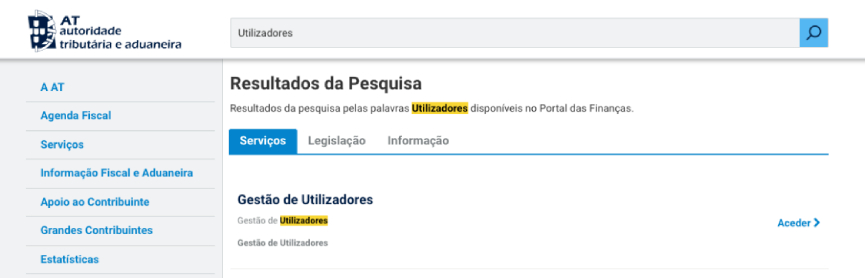 AT
autoridade
tributária e aduaneira
Utilizadores
A AT
Agenda Fiscal
Serviços
Informação Fiscal e Aduaneira
Apoio ao Contribuinte
Grandes Contribuintes
Estatísticas
Resultados da Pesquisa
Resultados da pesquisa pelas palavras Utilizadores disponíveis no Portal das Finanças.
Serviços Legislação Informação
Gestão de Utilizadores
Gestão de Utilizadores
Aceder
Gestão de Utilizadores